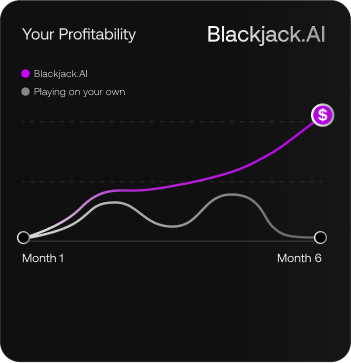 Your Profitability
Blackjack.AI
Blackjack.AI
Playing on your own
$
Month 1
Month 6